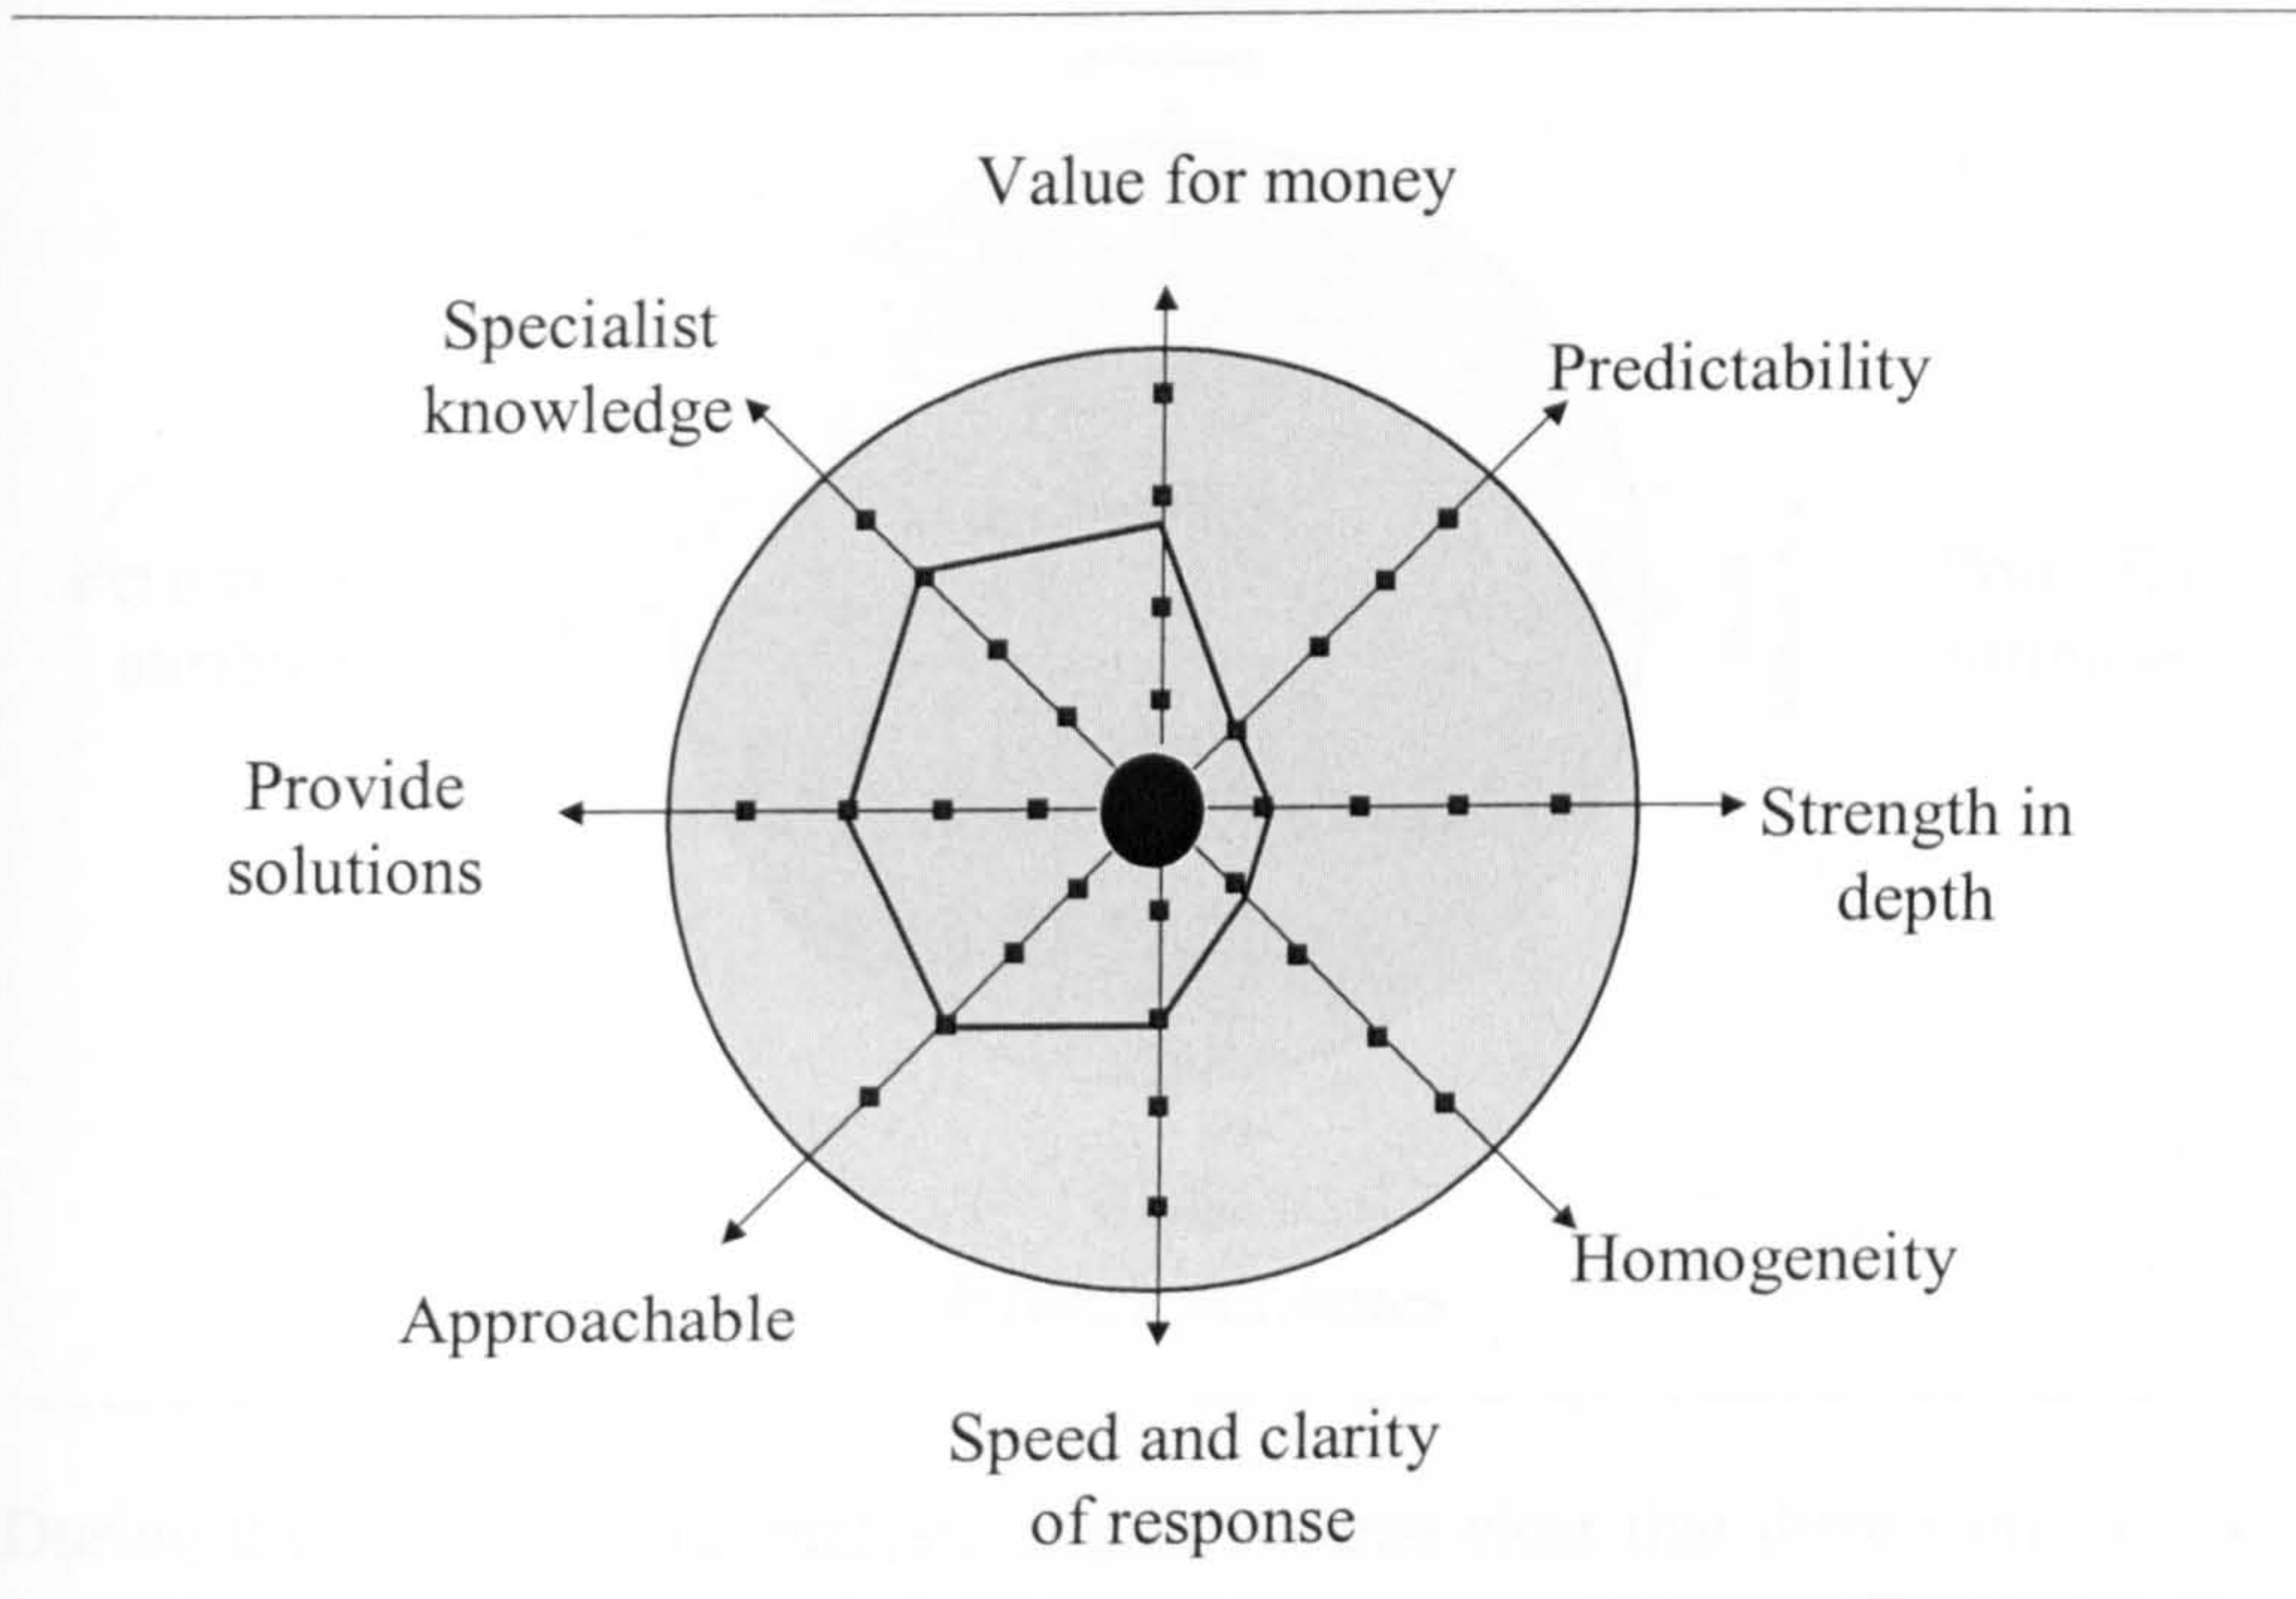 Value for money
Specialist
knowledge
Predictability
Provide
solutions
Strength in
depth
Homogeneity
Approachable
Speed and clarity
of response